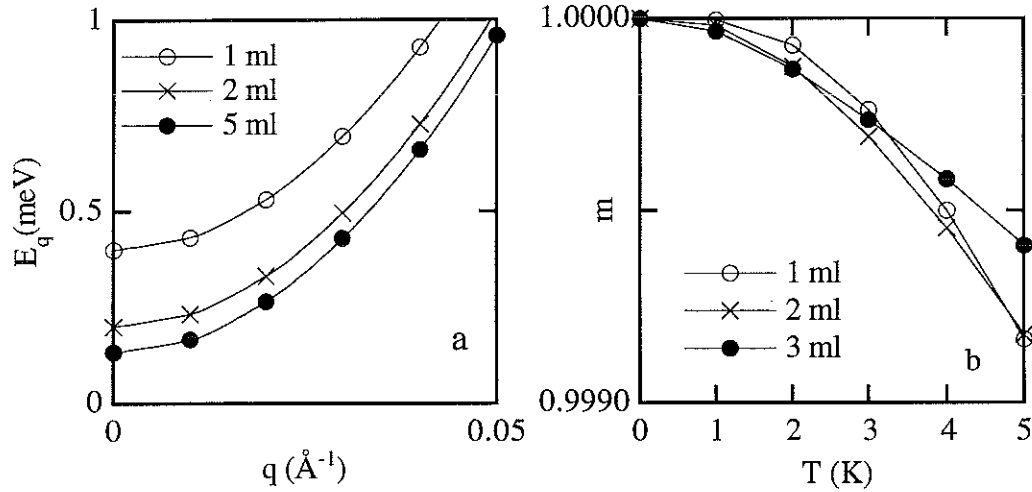 1
1 ml
2 ml
5 ml
0.5
E_q(meV)
a
0
0
0.05
q (Å⁻¹)
1.0000
m
1 ml
2 ml
3 ml
b
0.9990
0 1 2 3 4 5
T (K)